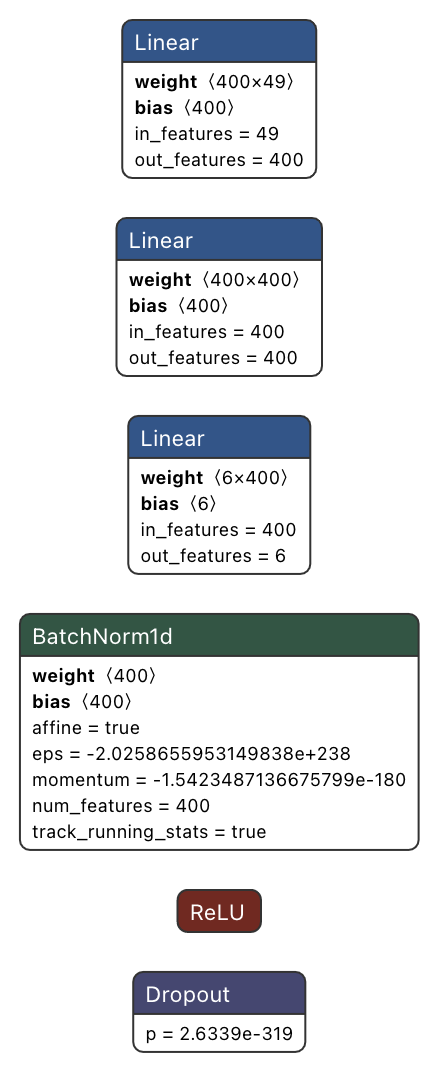 Linear
weight 〈400×49〉
bias 〈400〉
in_features = 49
out_features = 400
Linear
weight 〈400×400〉
bias 〈400〉
in_features = 400
out_features = 400
Linear
weight 〈6×400〉
bias 〈6〉
in_features = 400
out_features = 6
BatchNorm1d
weight 〈400〉
bias 〈400〉
affine = true
eps = -2.0258655953149838e+238
momentum = -1.5423487136675799e-180
num_features = 400
track_running_stats = true
ReLU
Dropout
p = 2.6339e-319